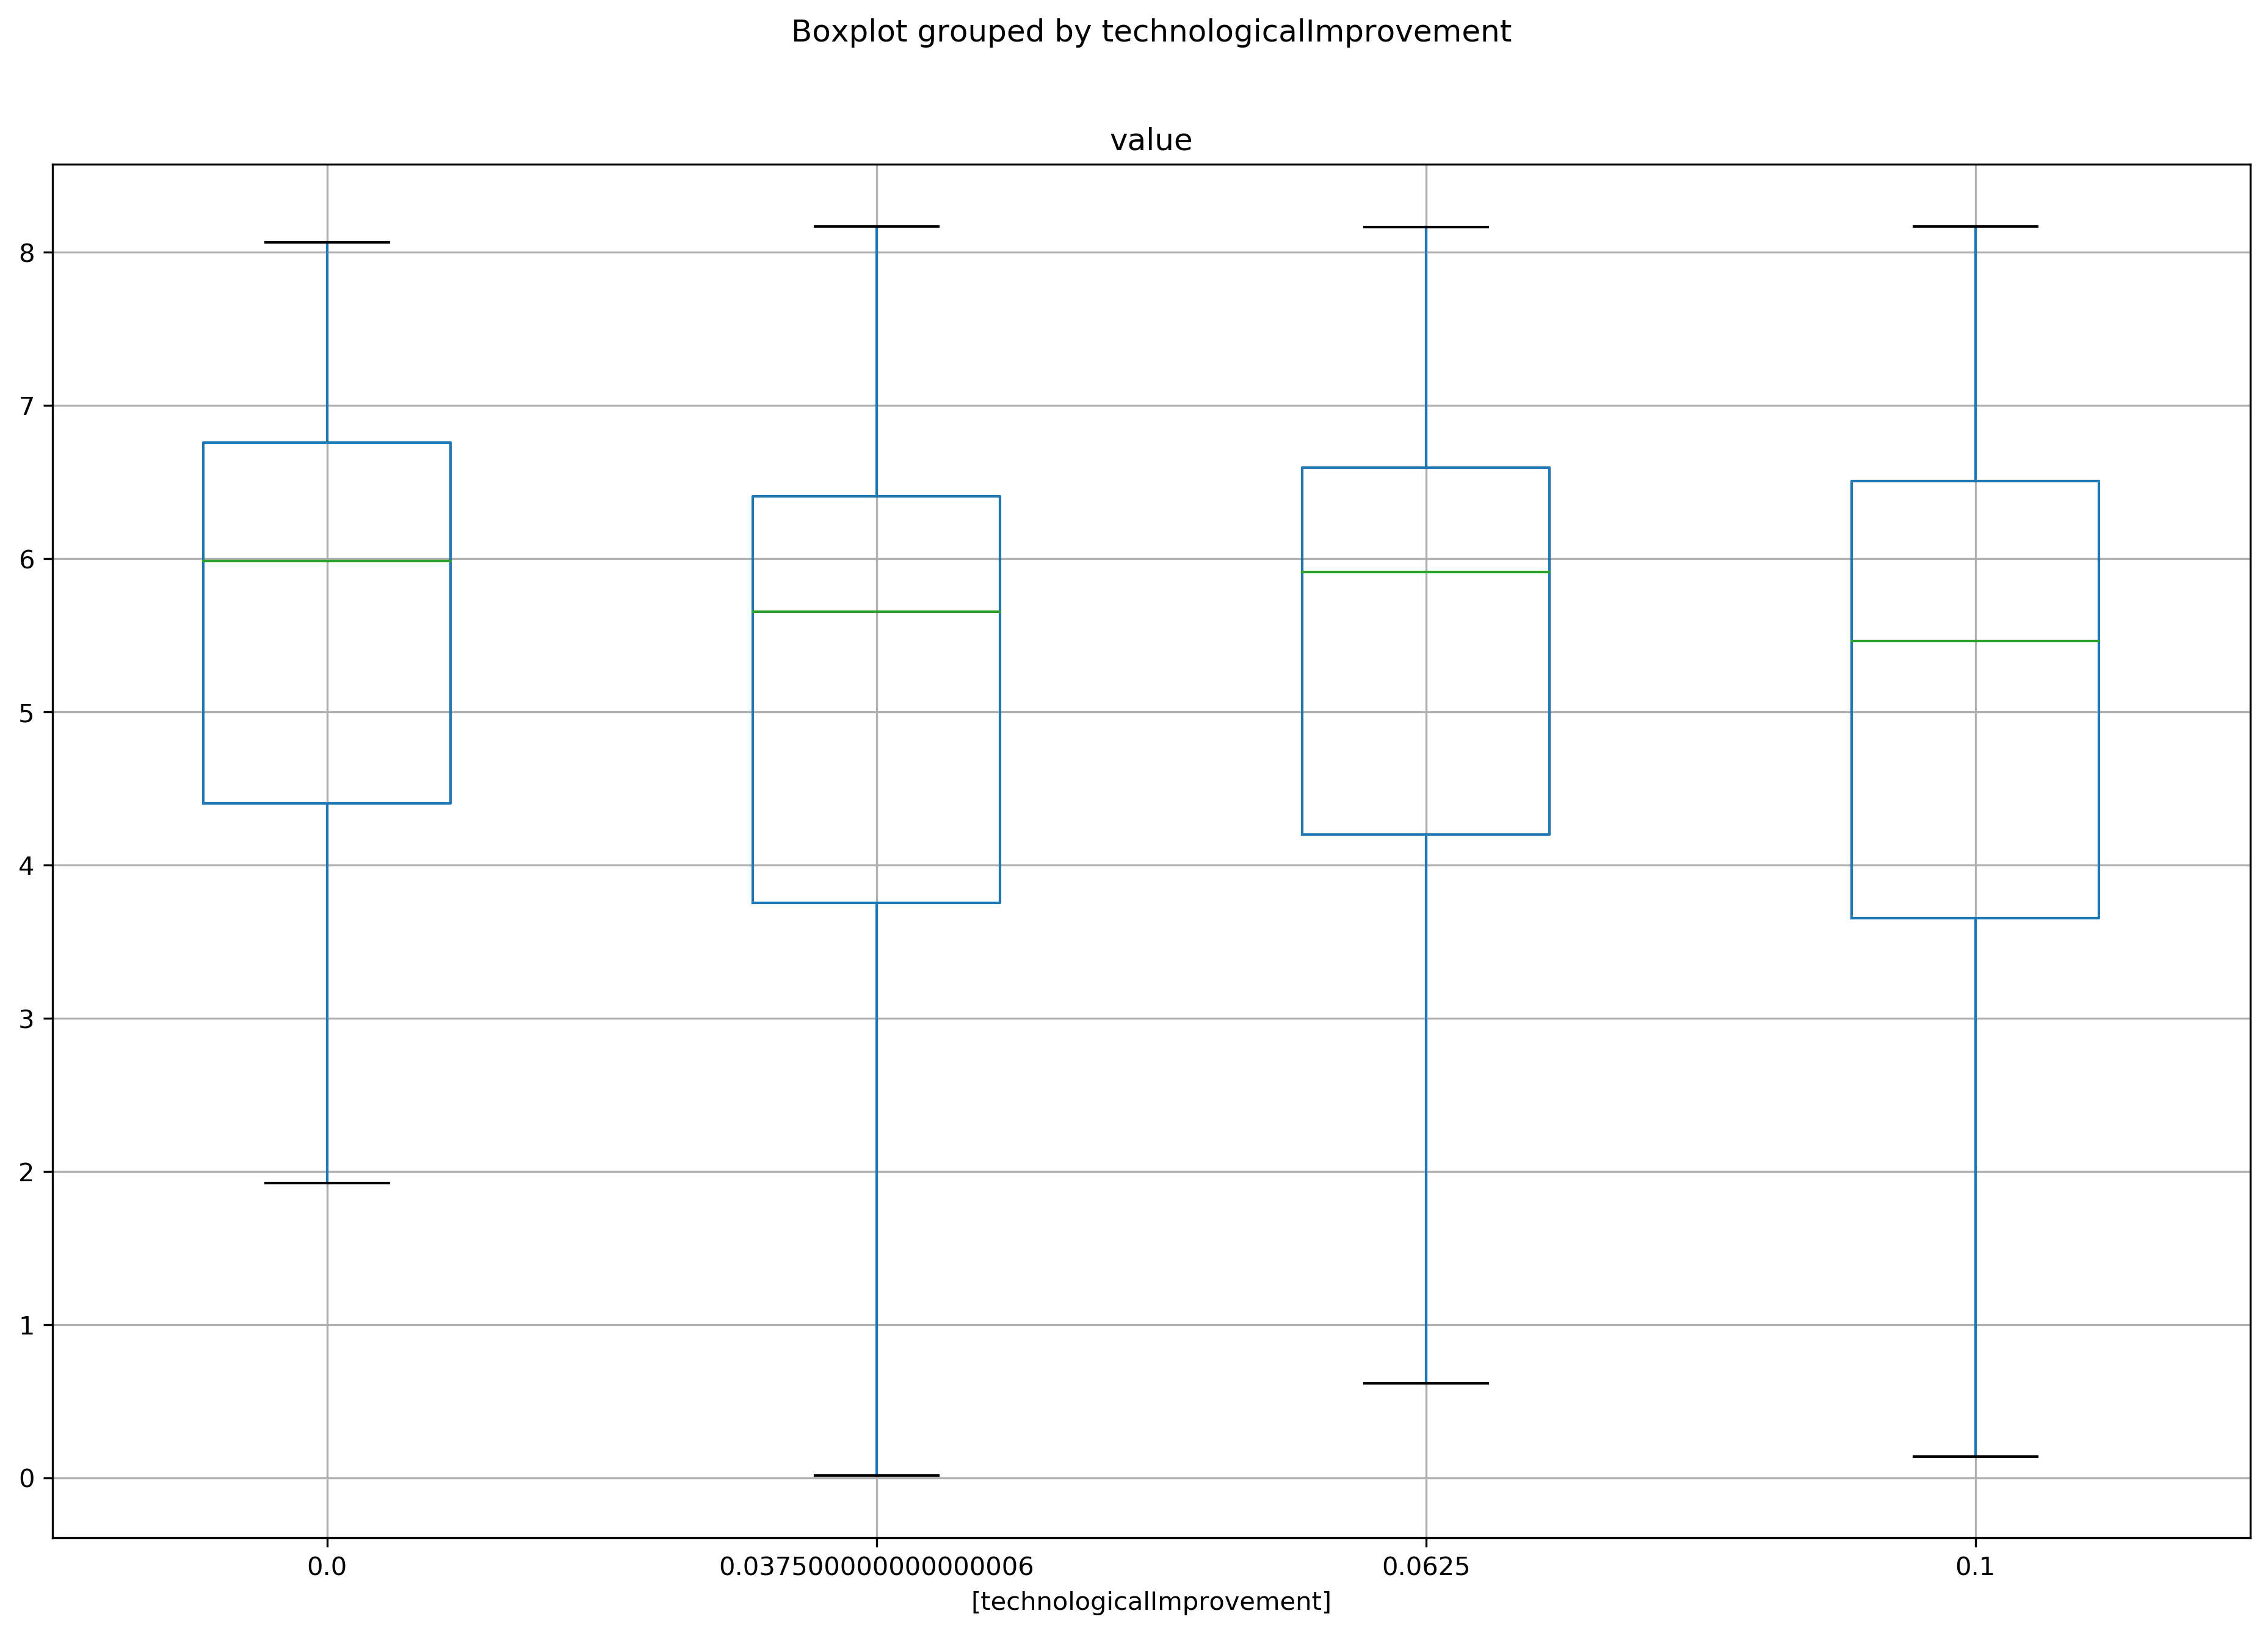 Boxplot grouped by technologicalImprovement
value
8
7
6
5
4
3
2
1
0
0.0 0.037500000000000006 0.0625 0.1
[technologicalImprovement]